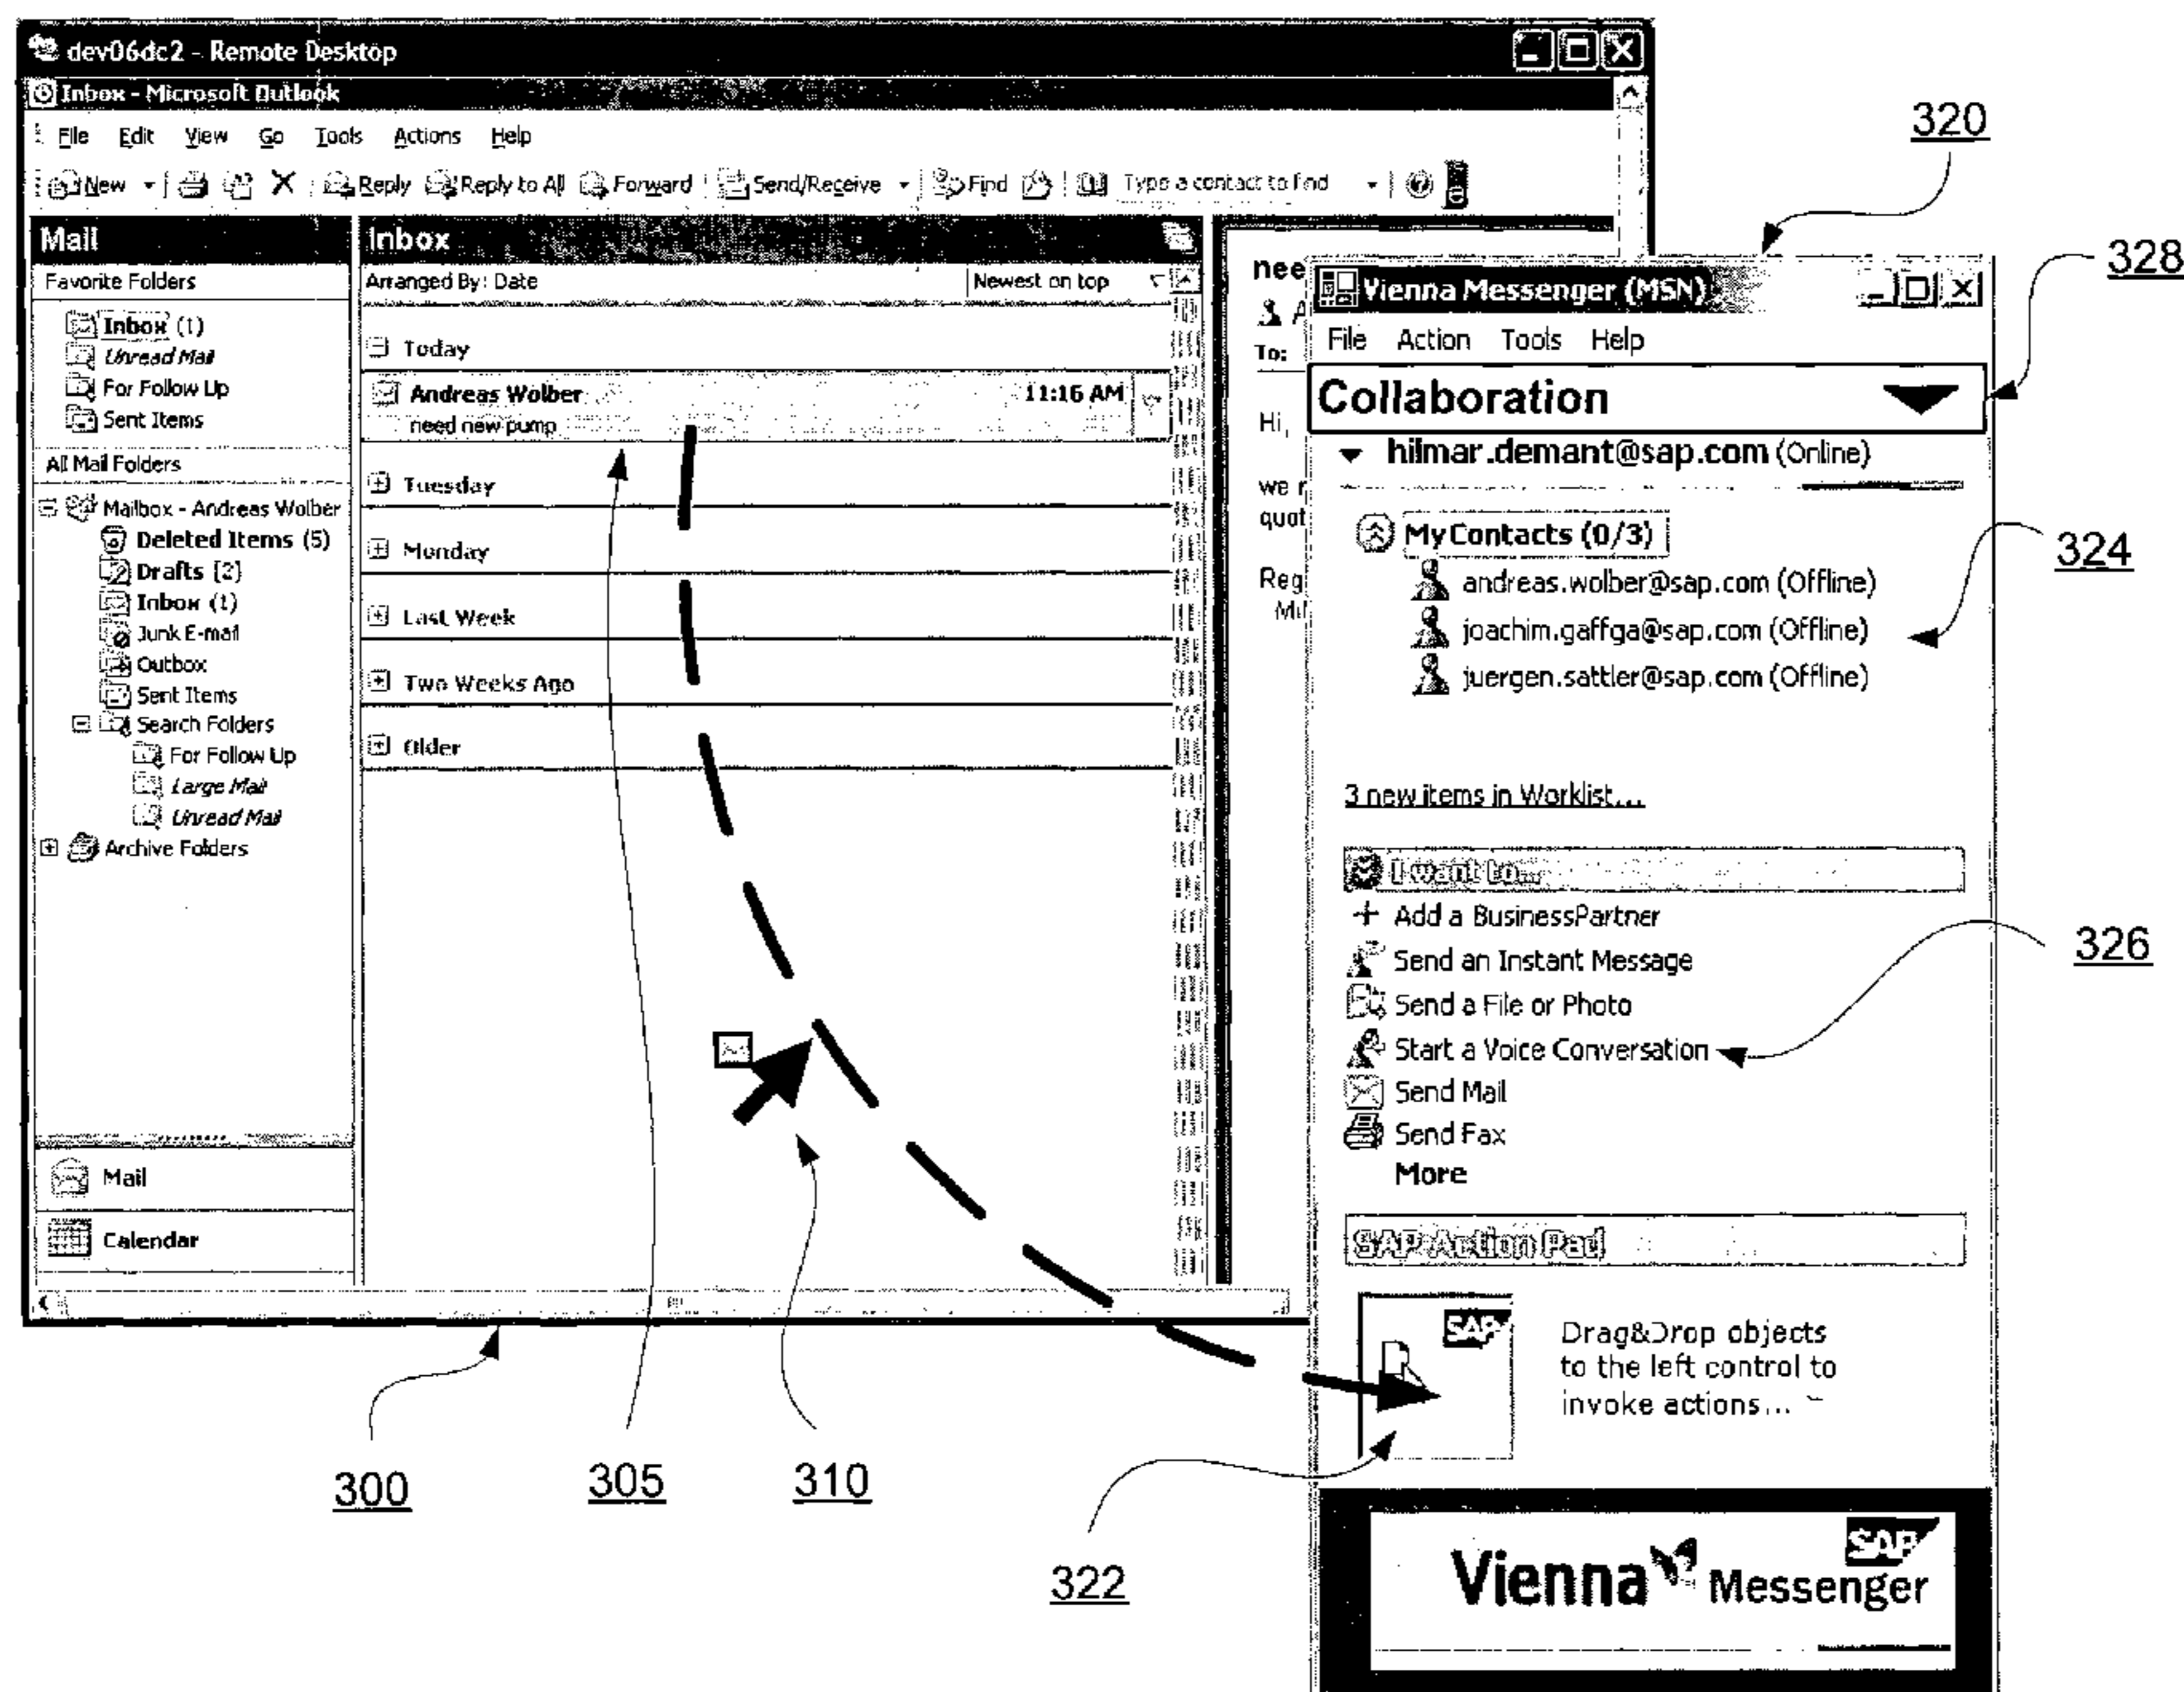 dev06dc2 - Remote Desktop
Inbox - Microsoft Outlook
File Edit View Go Tools Actions Help
New Reply Reply to All Forward Send/Receive Find Type a contact to find
Mail
Favorite Folders
Inbox (1)
Unread Mail
For Follow Up
Sent Items
All Mail Folders
Mailbox - Andreas Wolber
Deleted Items (5)
Drafts [2]
Inbox (1)
Junk E-mail
Outbox
Sent Items
Search Folders
For Follow Up
Large Mail
Unread Mail
Archive Folders
Mail
Calendar
Inbox
Arranged By: Date Newest on top
Today
Andreas Wolber 11:16 AM
need new pump
Tuesday
Monday
Last Week
Two Weeks Ago
Older
nee
A
To:
Hi,
we r
quot
Reg
Vienna Messenger (MSN)
File Action Tools Help
Collaboration
hilmar.demant@sap.com (Online)
My Contacts (0/3)
andreas.wolber@sap.com (Offline)
joachim.gaffga@sap.com (Offline)
juergen.sattler@sap.com (Offline)
3 new items in Worklist...
I want to...
Add a BusinessPartner
Send an Instant Message
Send a File or Photo
Start a Voice Conversation
Send Mail
Send Fax
More
SAP Action Pad
SAP
Drag&Drop objects
to the left control to
invoke actions...
SAP
Vienna Messenger
320
328
324
326
300
305
310
322